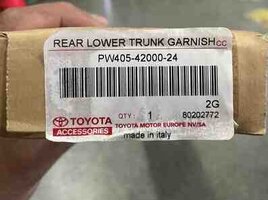 REAR LOWER TRUNK GARNISH CC
PW405-42000-24
2G
QTY: 1 80202772
TOYOTA TOYOTA MOTOR EUROPE NV/SA
ACCESSORIES made in italy